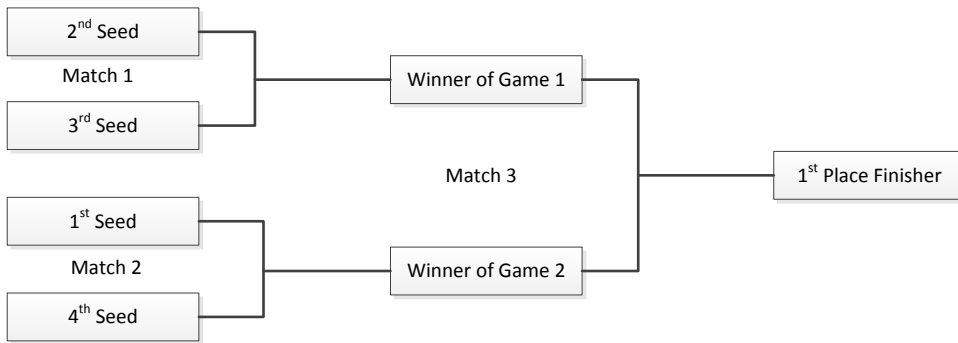 2nd Seed
Match 1
3rd Seed
Winner of Game 1
Match 3
1st Place Finisher
1st Seed
Match 2
4th Seed
Winner of Game 2